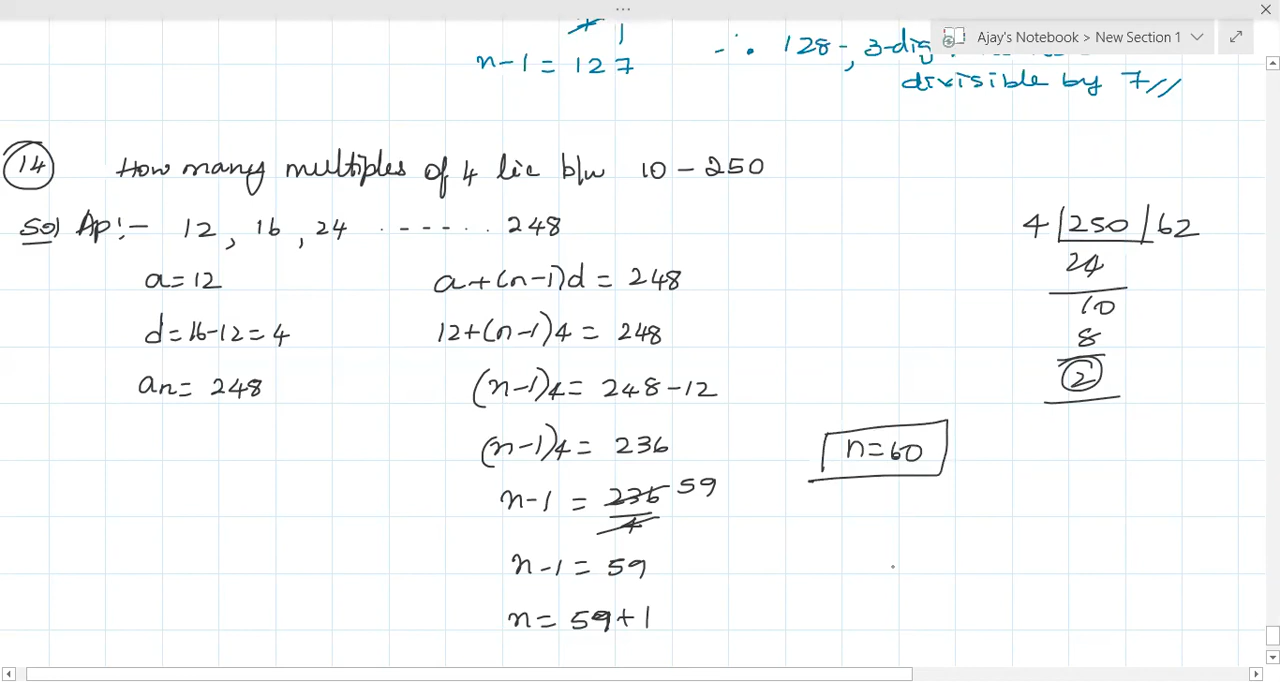 Ajay's Notebook > New Section 1
7 1
n-1 = 127
∴ 128 -, 3-dig
divisible by 7//
14 How many multiples of 4 lie b/w 10 - 250
Sol Ap:- 12, 16, 24 ------ 248
a=12
d=16-12=4
an= 248
a+(n-1)d = 248
12+(n-1)4 = 248
(n-1)4= 248-12
(n-1)4= 236
n-1 = 236/4 59
n-1 = 59
n= 59+1
n=60
4 |250| 62
24
10
8
2